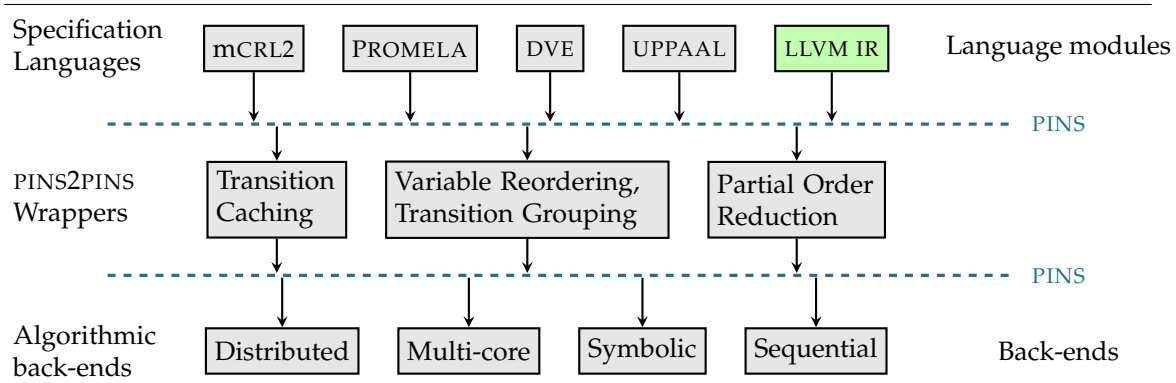 Specification
Languages
mCRL2
PROMELA
DVE
UPPAAL
LLVM IR
Language modules
PINS
PINS2PINS
Wrappers
Transition
Caching
Variable Reordering,
Transition Grouping
Partial Order
Reduction
PINS
Algorithmic
back-ends
Distributed
Multi-core
Symbolic
Sequential
Back-ends